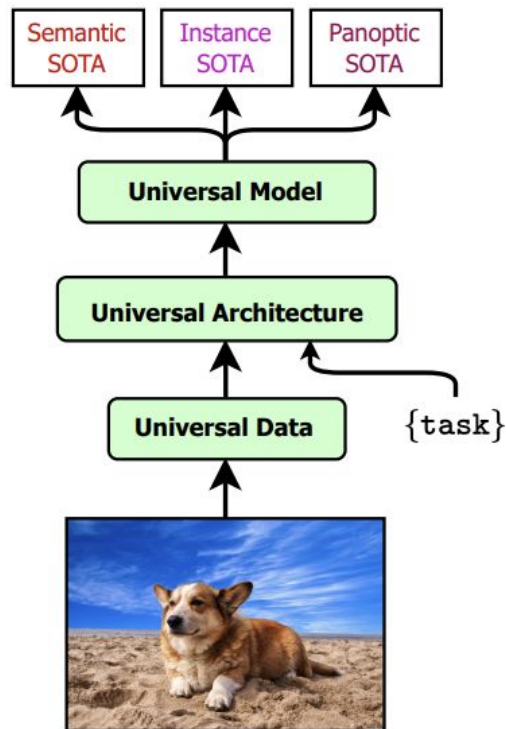 Semantic
SOTA
Instance
SOTA
Panoptic
SOTA
Universal Model
Universal Architecture
Universal Data
{task}